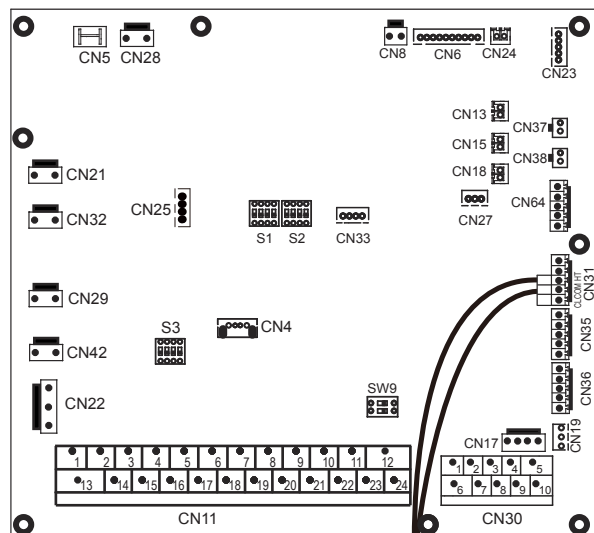 CN5
CN28
CN8
CN6
CN24
CN23
CN13
CN37
CN15
CN38
CN18
CN21
CN32
CN25
S1
S2
CN33
CN27
CN64
CN29
CN4
CL COM HT
CN31
CN42
S3
CN35
CN22
SW9
CN36
CN17
CN19
1 2 3 4 5 6 7 8 9 10 11 12
13 14 15 16 17 18 19 20 21 22 23 24
CN11
1 2 3 4 5
6 7 8 9 10
CN30